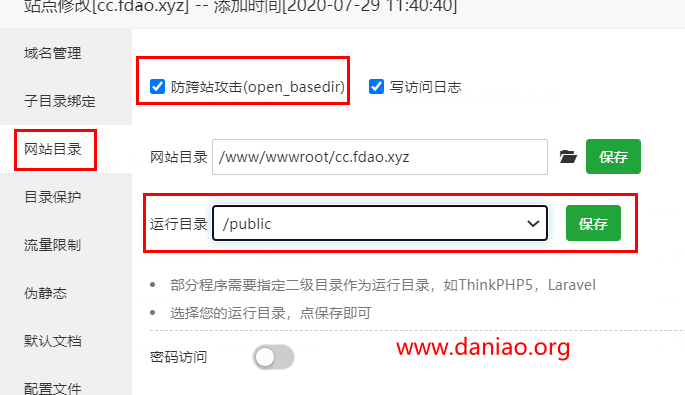 站点修改[cc.fdao.xyz] -- 添加时间[2020-07-29 11:40:40]
域名管理
子目录绑定
网站目录
目录保护
流量限制
伪静态
默认文档
配置文件
防跨站攻击(open_basedir)
写访问日志
网站目录
/www/wwwroot/cc.fdao.xyz
保存
运行目录
/public
保存
部分程序需要指定二级目录作为运行目录，如ThinkPHP5，Laravel
选择您的运行目录，点保存即可
密码访问
www.daniao.org